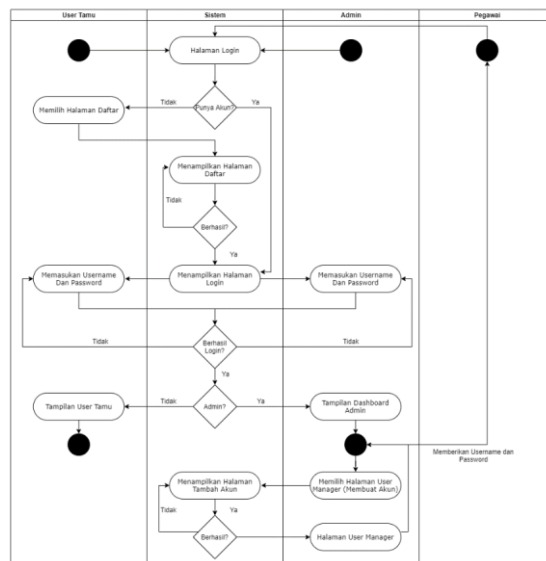 User Tamu
Sistem
Admin
Pegawai
Halaman Login
Punya Akun?
Tidak
Ya
Memilih Halaman Daftar
Menampilkan Halaman
Daftar
Tidak
Berhasil?
Ya
Memasukan Username
Dan Password
Menampilkan Halaman
Login
Memasukan Username
Dan Password
Tidak
Berhasil
Login?
Tidak
Ya
Tampilan User Tamu
Tidak
Admin?
Ya
Tampilan Dashboard
Admin
Memberikan Username dan
Password
Menampilkan Halaman
Tambah Akun
Memilih Halaman User
Manager (Membuat Akun)
Tidak
Ya
Berhasil?
Halaman User Manager